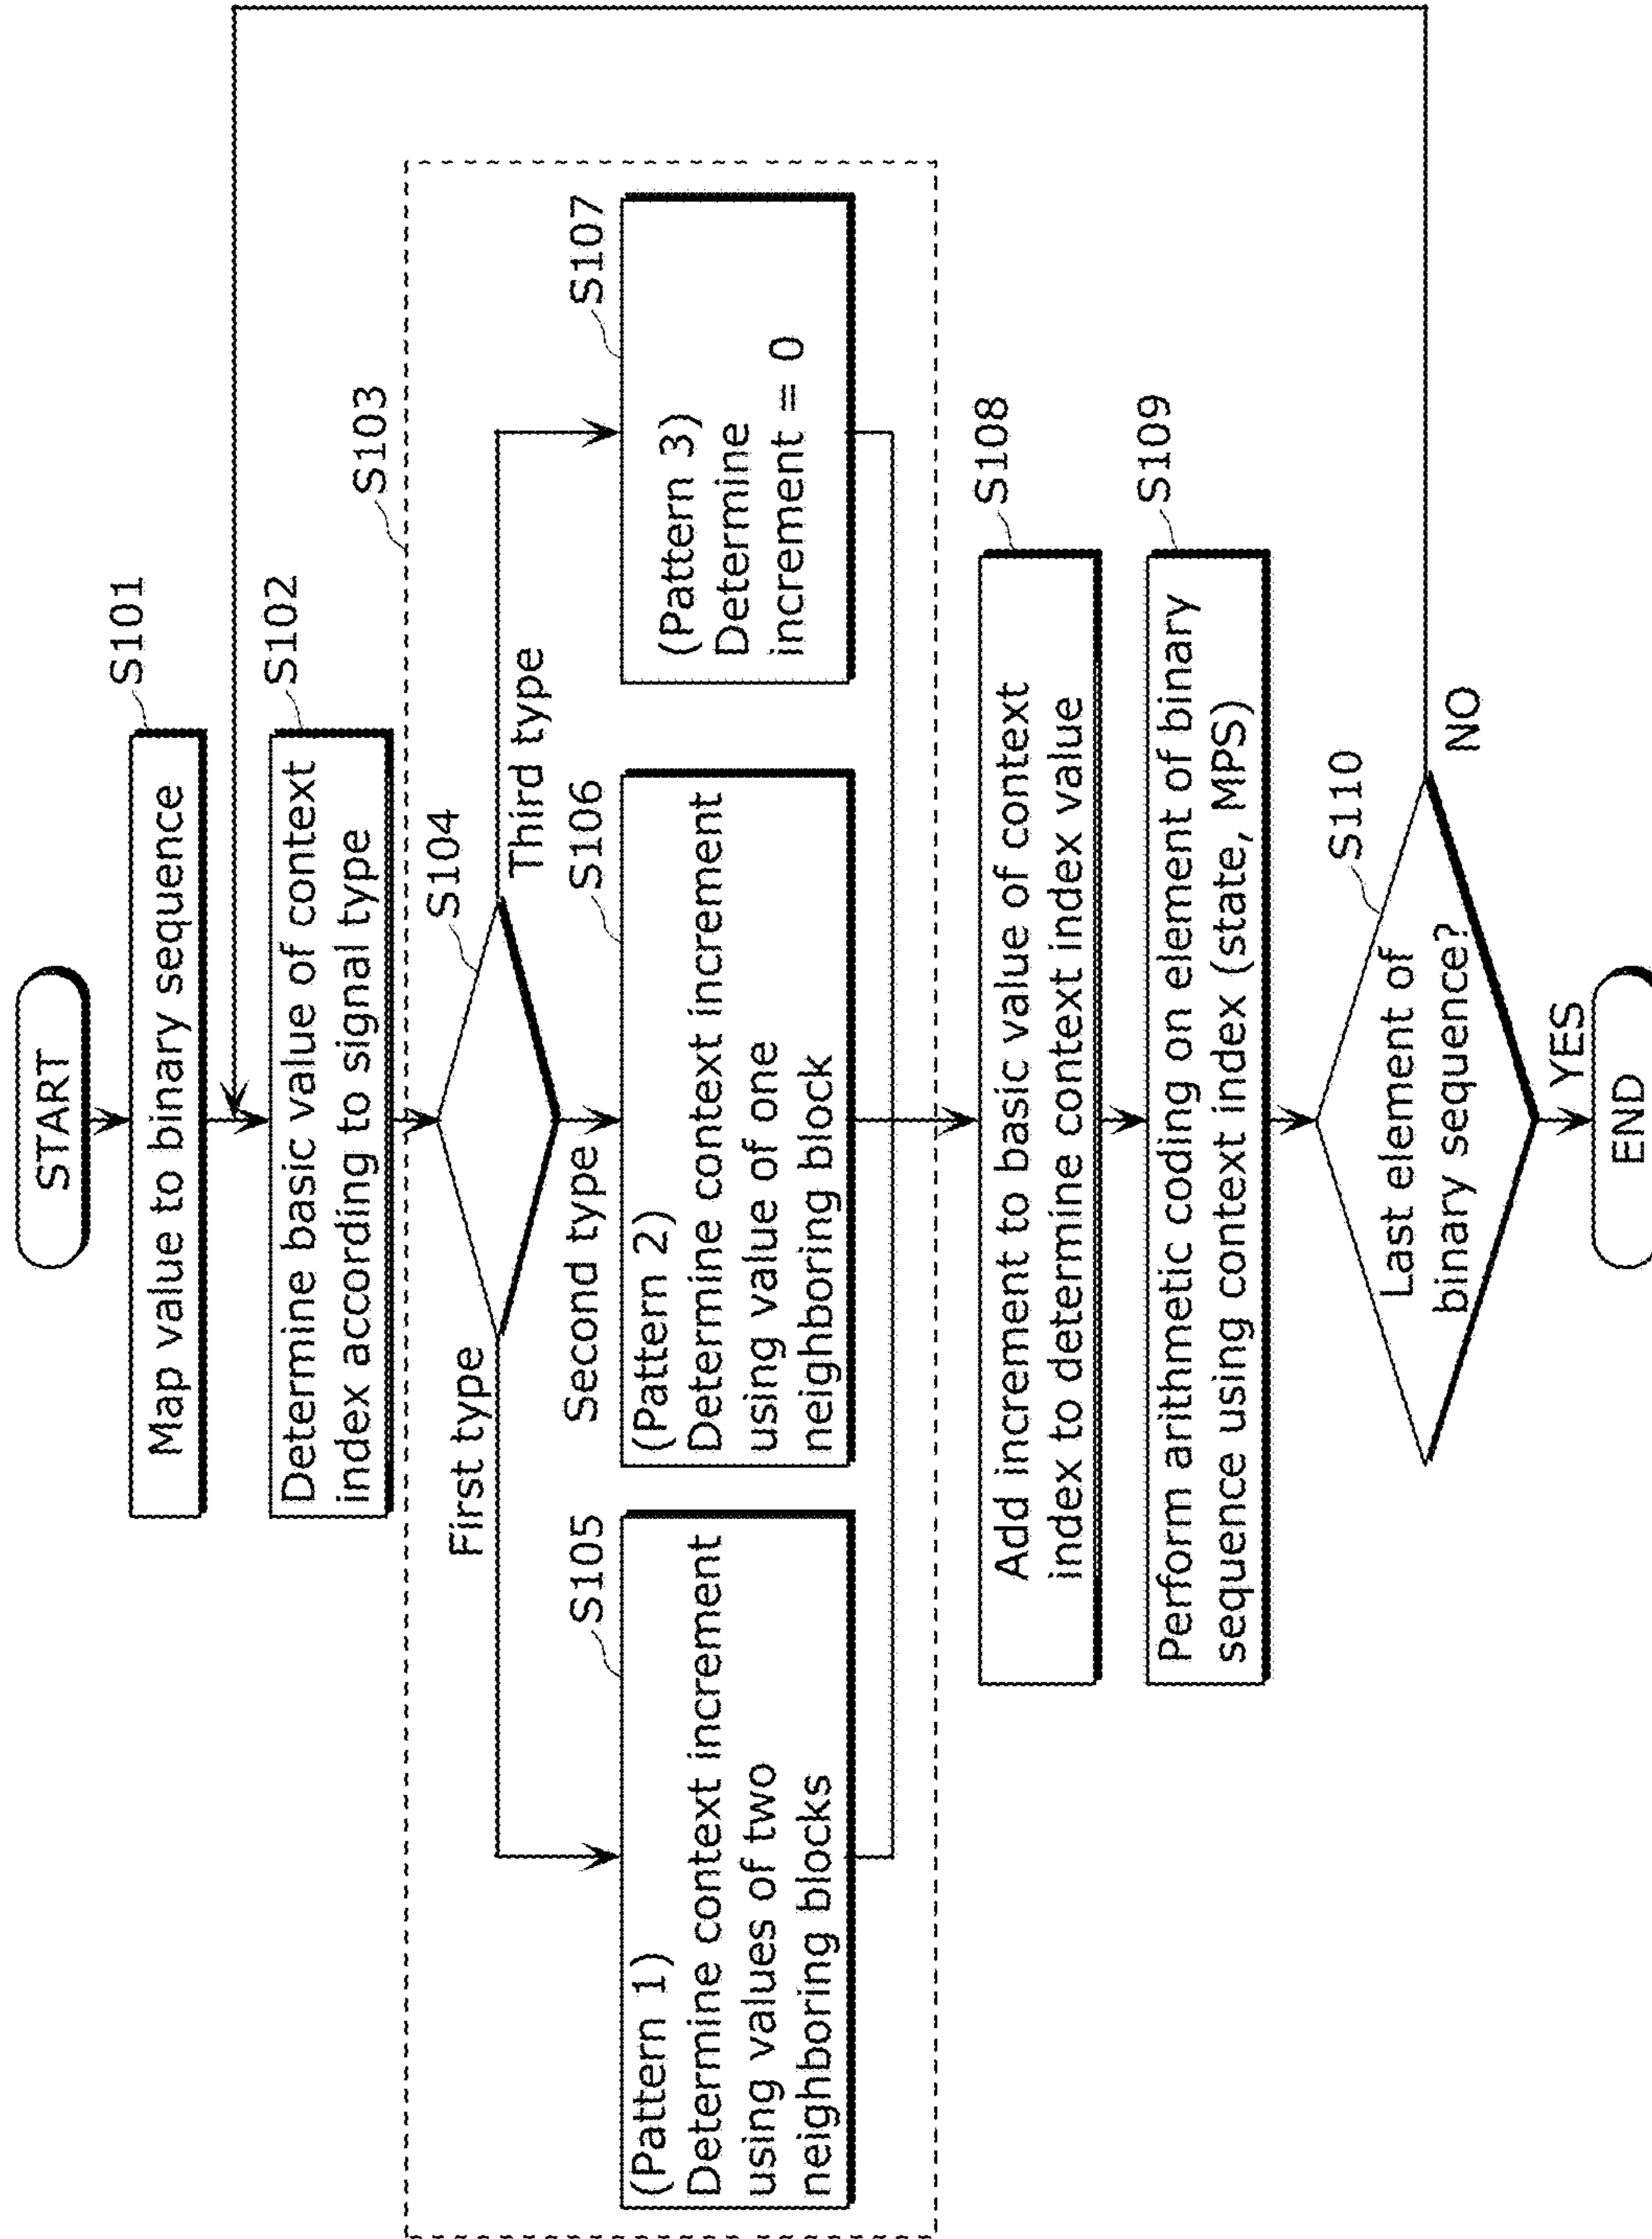 START
S101
Map value to binary sequence
S102
Determine basic value of context
index according to signal type
S103
S104
First type
Second type
Third type
S105
(Pattern 1)
Determine context increment
using values of two
neighboring blocks
S106
(Pattern 2)
Determine context increment
using value of one
neighboring block
S107
(Pattern 3)
Determine
increment = 0
S108
Add increment to basic value of context
index to determine context index value
S109
Perform arithmetic coding on element of binary
sequence using context index (state, MPS)
S110
Last element of
binary sequence?
NO
YES
END